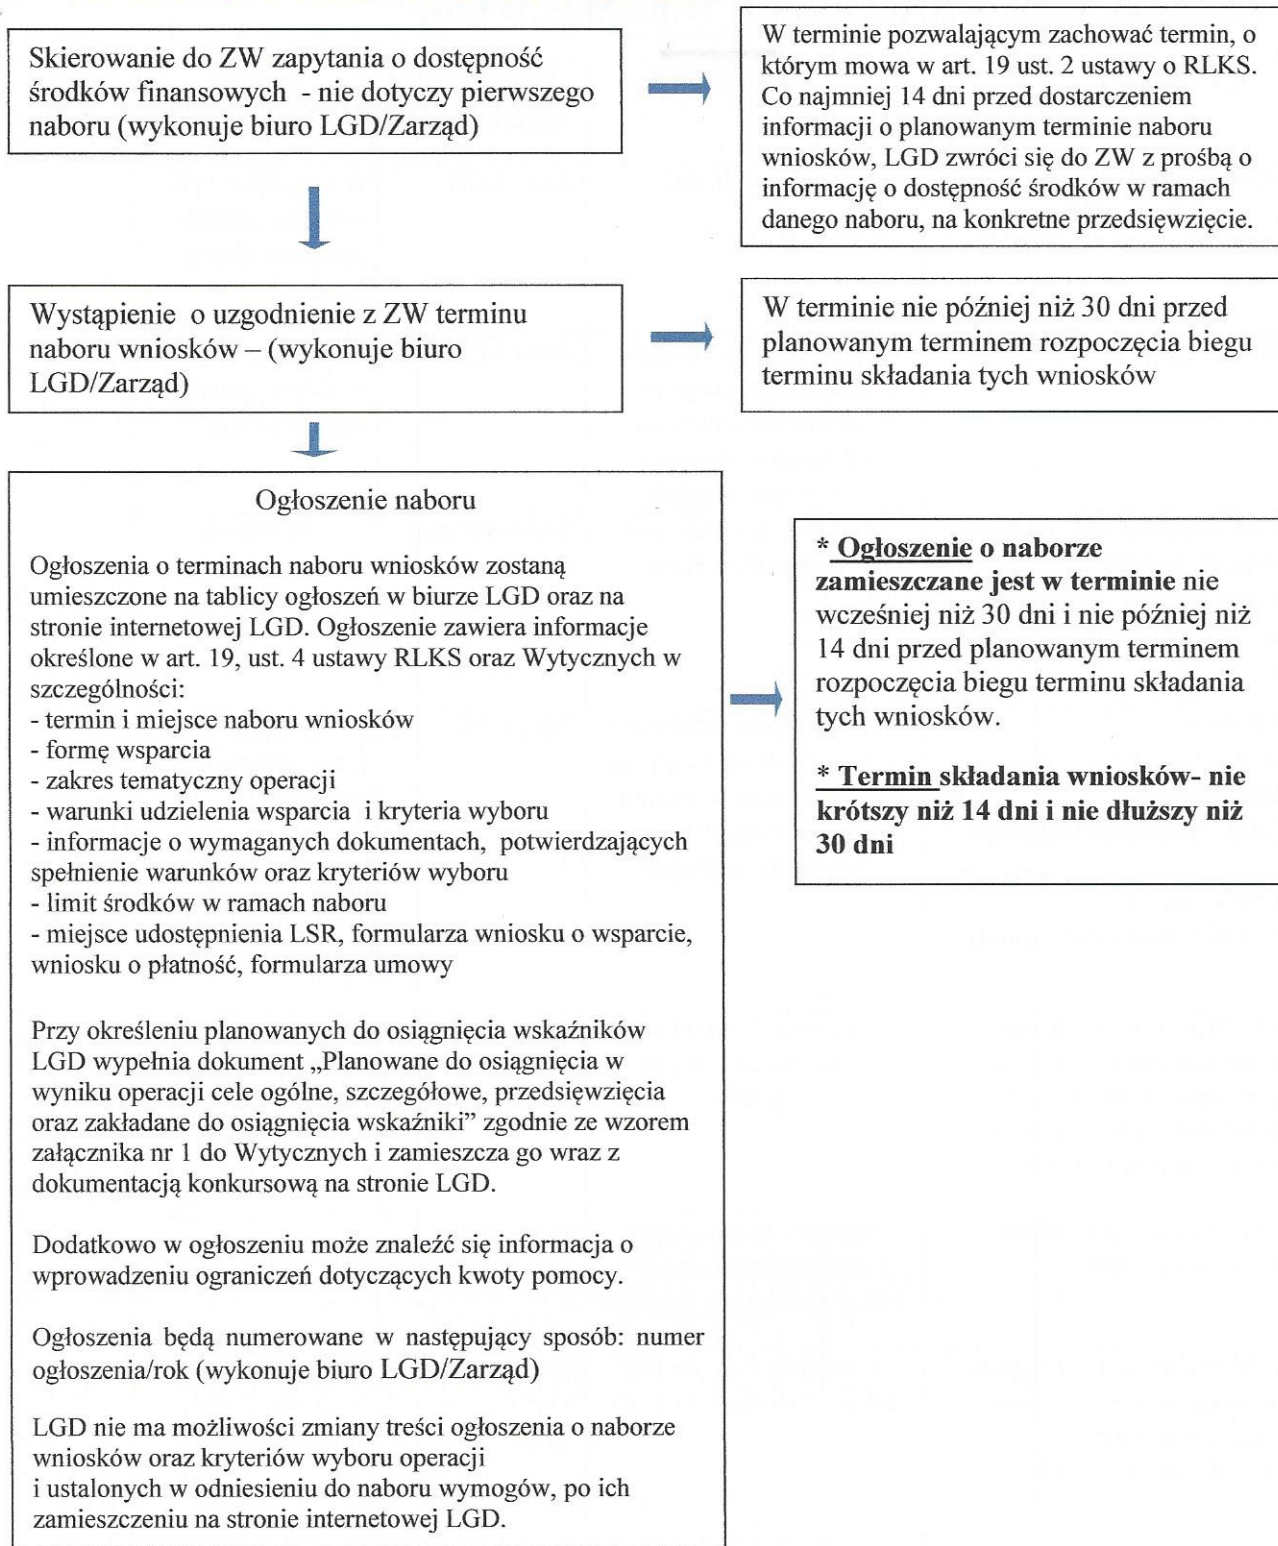 Skierowanie do ZW zapytania o dostępność
środków finansowych - nie dotyczy pierwszego
naboru (wykonuje biuro LGD/Zarząd)
W terminie pozwalającym zachować termin, o
którym mowa w art. 19 ust. 2 ustawy o RLKS.
Co najmniej 14 dni przed dostarczeniem
informacji o planowanym terminie naboru
wniosków, LGD zwróci się do ZW z prośbą o
informację o dostępność środków w ramach
danego naboru, na konkretne przedsięwzięcie.
Wystąpienie o uzgodnienie z ZW terminu
naboru wniosków – (wykonuje biuro
LGD/Zarząd)
W terminie nie później niż 30 dni przed
planowanym terminem rozpoczęcia biegu
terminu składania tych wniosków
Ogłoszenie naboru
Ogłoszenia o terminach naboru wniosków zostaną
umieszczone na tablicy ogłoszeń w biurze LGD oraz na
stronie internetowej LGD. Ogłoszenie zawiera informacje
określone w art. 19, ust. 4 ustawy RLKS oraz Wytycznych w
szczególności:
- termin i miejsce naboru wniosków
- formę wsparcia
- zakres tematyczny operacji
- warunki udzielenia wsparcia i kryteria wyboru
- informacje o wymaganych dokumentach, potwierdzających
spełnienie warunków oraz kryteriów wyboru
- limit środków w ramach naboru
- miejsce udostępnienia LSR, formularza wniosku o wsparcie,
wniosku o płatność, formularza umowy
Przy określeniu planowanych do osiągnięcia wskaźników
LGD wypełnia dokument „Planowane do osiągnięcia w
wyniku operacji cele ogólne, szczegółowe, przedsięwzięcia
oraz zakładane do osiągnięcia wskaźniki” zgodnie ze wzorem
załącznika nr 1 do Wytycznych i zamieszcza go wraz z
dokumentacją konkursową na stronie LGD.
Dodatkowo w ogłoszeniu może znaleźć się informacja o
wprowadzeniu ograniczeń dotyczących kwoty pomocy.
Ogłoszenia będą numerowane w następujący sposób: numer
ogłoszenia/rok (wykonuje biuro LGD/Zarząd)
LGD nie ma możliwości zmiany treści ogłoszenia o naborze
wniosków oraz kryteriów wyboru operacji
i ustalonych w odniesieniu do naboru wymogów, po ich
zamieszczeniu na stronie internetowej LGD.
* Ogłoszenie o naborze
zamieszczane jest w terminie nie
wcześniej niż 30 dni i nie później niż
14 dni przed planowanym terminem
rozpoczęcia biegu terminu składania
tych wniosków.
* Termin składania wniosków- nie
krótszy niż 14 dni i nie dłuższy niż
30 dni